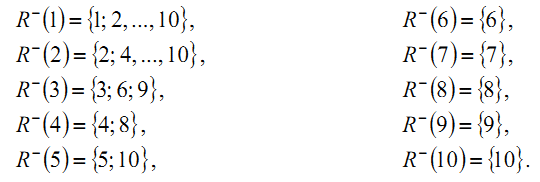 R⁻(1) = {1; 2, ..., 10},
R⁻(2) = {2; 4, ..., 10},
R⁻(3) = {3; 6; 9},
R⁻(4) = {4; 8},
R⁻(5) = {5; 10},
R⁻(6) = {6},
R⁻(7) = {7},
R⁻(8) = {8},
R⁻(9) = {9},
R⁻(10) = {10}.